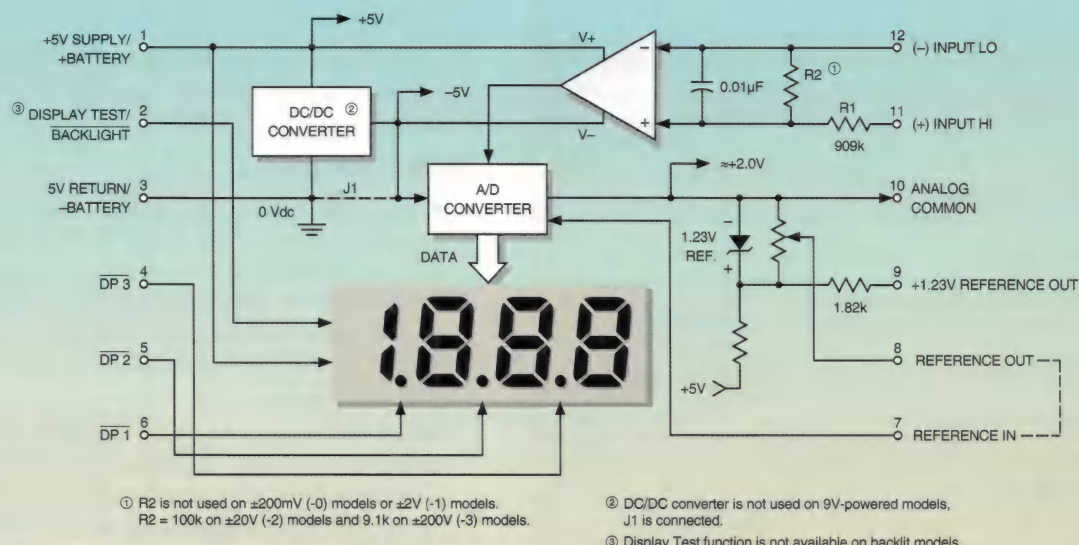 +5V SUPPLY/
+BATTERY
1
+5V
V+
12
(–) INPUT LO
③ DISPLAY TEST/
BACKLIGHT
2
DC/DC ②
CONVERTER
–5V
V–
–
+
0.01µF
R2 ①
R1
909k
11
(+) INPUT HI
5V RETURN/
–BATTERY
3
0 Vdc
J1
A/D
CONVERTER
≈+2.0V
10
ANALOG
COMMON
DATA
1.23V
REF.
–
+
9
+1.23V REFERENCE OUT
1.82k
DP 3
4
DP 2
5
DP 1
6
1.8.8.8
+5V
8
REFERENCE OUT
7
REFERENCE IN
① R2 is not used on ±200mV (-0) models or ±2V (-1) models.
R2 = 100k on ±20V (-2) models and 9.1k on ±200V (-3) models.
② DC/DC converter is not used on 9V-powered models,
J1 is connected.
③ Display Test function is not available on backlit models.